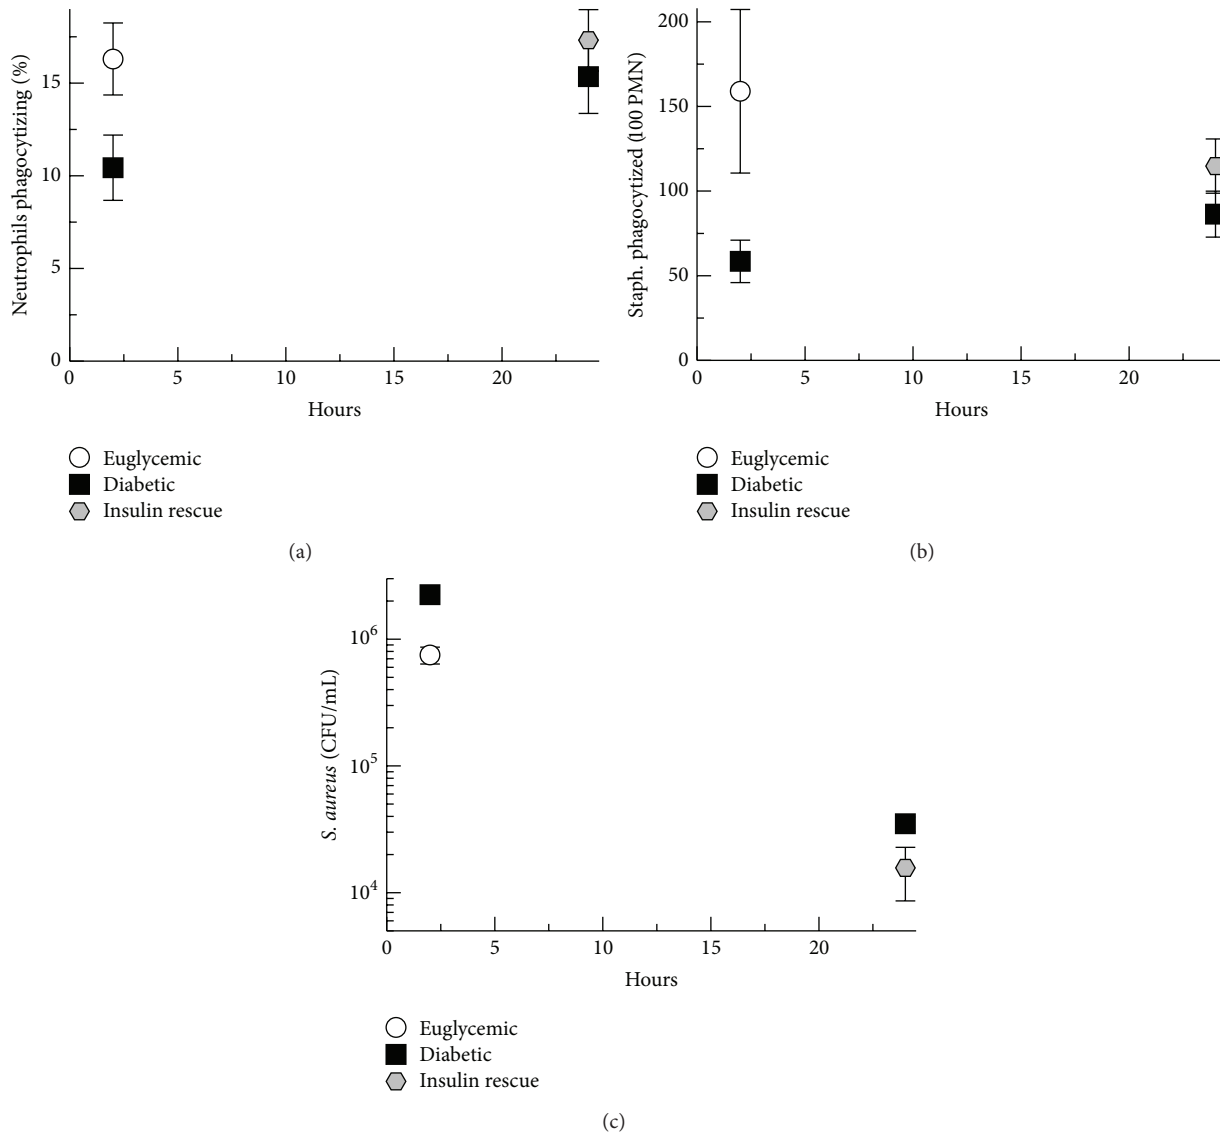 Neutrophils phagocytizing (%)
15
10
5
0
0 5 10 15 20
Hours
Euglycemic
Diabetic
Insulin rescue
(a)
Staph. phagocytized (100 PMN)
200
150
100
50
0
0 5 10 15 20
Hours
Euglycemic
Diabetic
Insulin rescue
(b)
S. aureus (CFU/mL)
10^6
10^5
10^4
0 5 10 15 20
Hours
Euglycemic
Diabetic
Insulin rescue
(c)